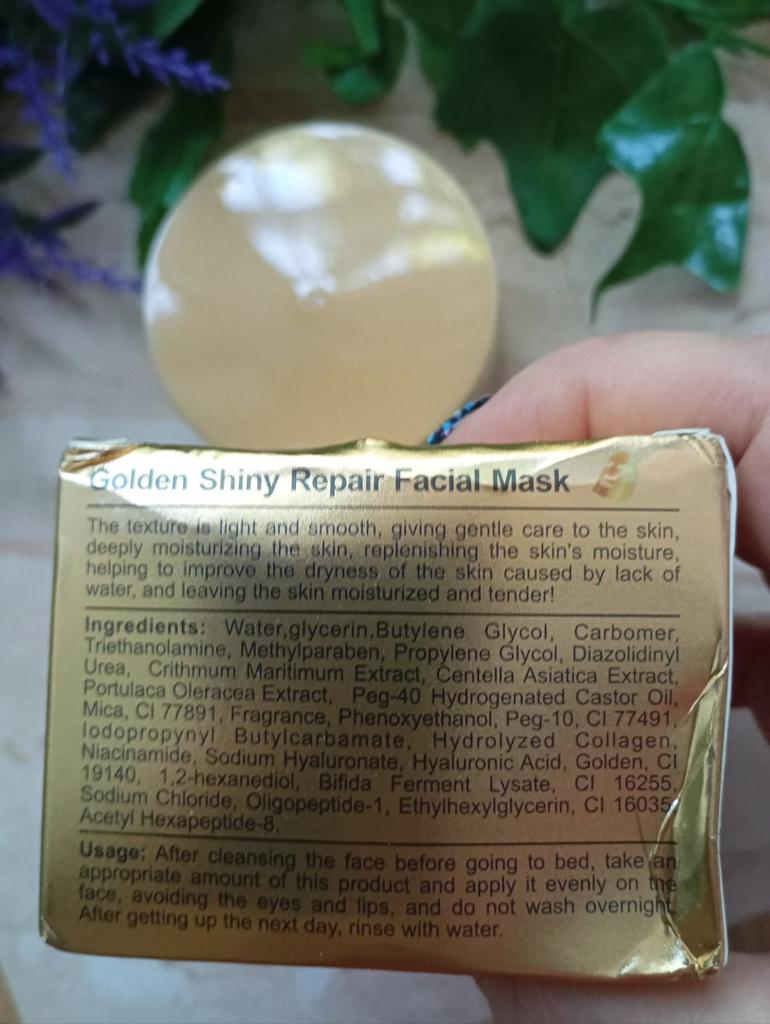 Golden Shiny Repair Facial Mask
The texture is light and smooth, giving gentle care to the skin,
deeply moisturizing the skin, replenishing the skin's moisture,
helping to improve the dryness of the skin caused by lack of
water, and leaving the skin moisturized and tender!
Ingredients: Water,glycerin,Butylene Glycol, Carbomer,
Triethanolamine, Methylparaben, Propylene Glycol, Diazolidinyl
Urea, Crithmum Maritimum Extract, Centella Asiatica Extract,
Portulaca Oleracea Extract, Peg-40 Hydrogenated Castor Oil,
Mica, CI 77891, Fragrance, Phenoxyethanol, Peg-10, CI 77491,
Iodopropynyl Butylcarbamate, Hydrolyzed Collagen,
Niacinamide, Sodium Hyaluronate, Hyaluronic Acid, Golden, CI
19140, 1,2-hexanediol, Bifida Ferment Lysate, CI 16255,
Sodium Chloride, Oligopeptide-1, Ethylhexylglycerin, CI 16035,
Acetyl Hexapeptide-8.
Usage: After cleansing the face before going to bed, take an
appropriate amount of this product and apply it evenly on the
face, avoiding the eyes and lips, and do not wash overnight.
After getting up the next day, rinse with water.